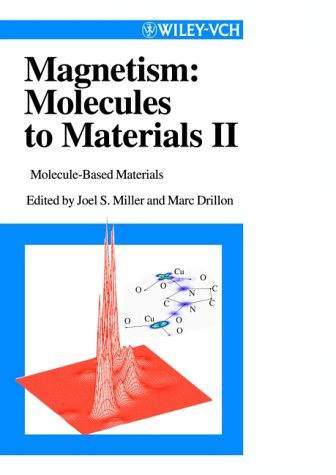 WILEY-VCH
Magnetism:
Molecules
to Materials II
Molecule-Based Materials
Edited by Joel S. Miller and Marc Drillon
Cu
O
O
O
N
C
C
C
N
Cu
O
O
O